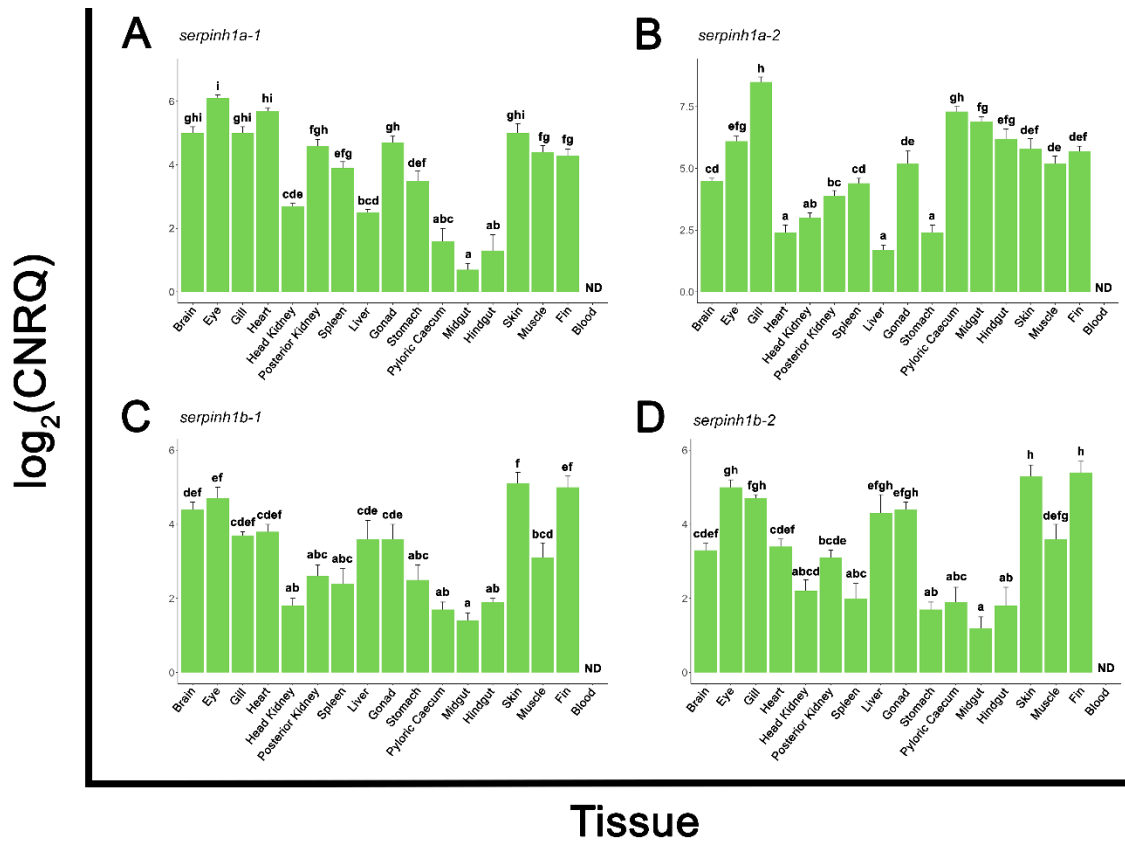 log2(CNRQ)
A
serpinh1a-1
6
4
2
0
ghi
i
ghi
hi
cde
fgh
efg
bcd
gh
def
abc
a
ab
ghi
fg
fg
ND
Brain
Eye
Gill
Heart
Head Kidney
Posterior Kidney
Spleen
Liver
Gonad
Stomach
Pyloric Caecum
Midgut
Hindgut
Skin
Muscle
Fin
Blood
B
serpinh1a-2
7.5
5.0
2.5
0.0
cd
efg
h
a
ab
bc
cd
a
de
a
gh
fg
efg
def
de
def
ND
Brain
Eye
Gill
Heart
Head Kidney
Posterior Kidney
Spleen
Liver
Gonad
Stomach
Pyloric Caecum
Midgut
Hindgut
Skin
Muscle
Fin
Blood
C
serpinh1b-1
6
4
2
0
def
ef
cdef
cdef
ab
abc
abc
cde
cde
abc
ab
a
ab
f
bcd
ef
ND
Brain
Eye
Gill
Heart
Head Kidney
Posterior Kidney
Spleen
Liver
Gonad
Stomach
Pyloric Caecum
Midgut
Hindgut
Skin
Muscle
Fin
Blood
D
serpinh1b-2
6
4
2
0
cdef
gh
fgh
cdef
abcd
bcde
abc
efgh
efgh
ab
abc
a
ab
h
defg
h
ND
Brain
Eye
Gill
Heart
Head Kidney
Posterior Kidney
Spleen
Liver
Gonad
Stomach
Pyloric Caecum
Midgut
Hindgut
Skin
Muscle
Fin
Blood
Tissue